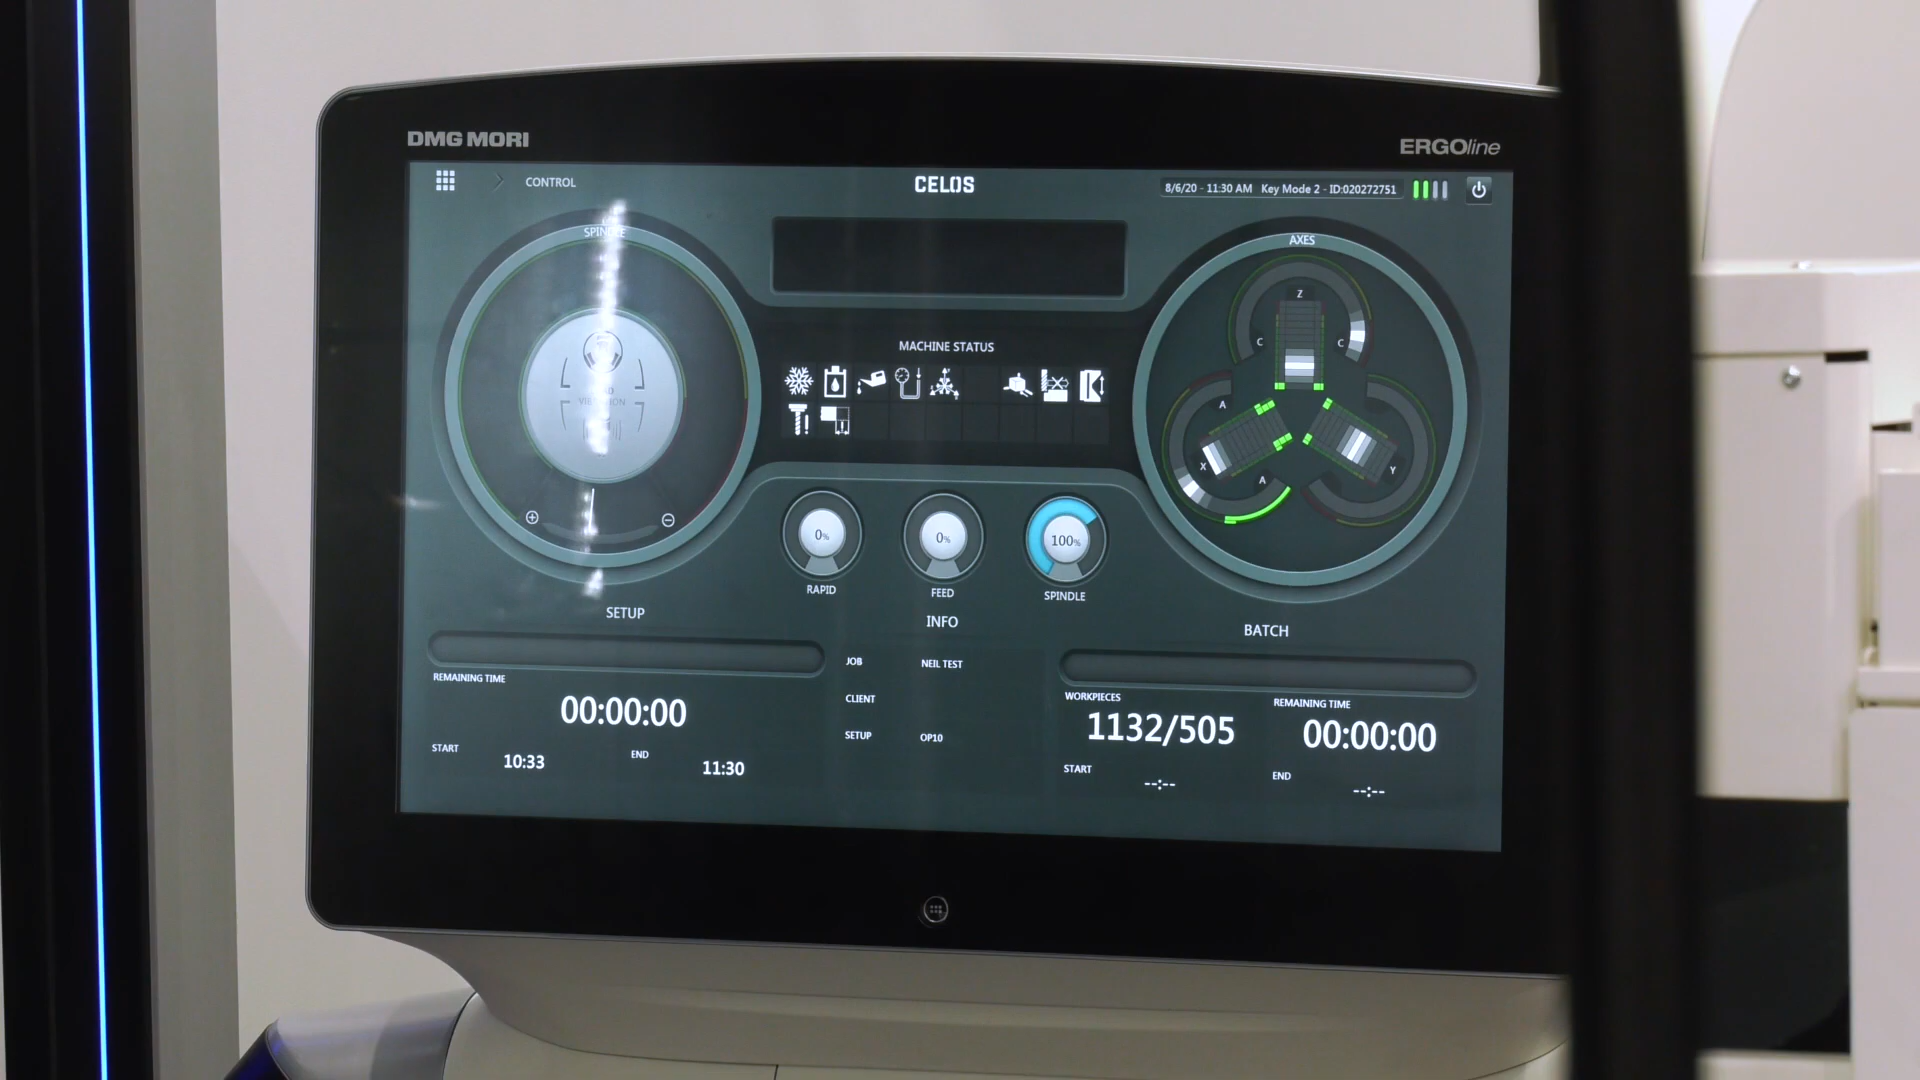 DMG MORI
ERGOline
CONTROL
CELOS
8/6/20 - 11:30 AM Key Mode 2 - ID:020272751
SPINDLE
AXES
Z
C
C
A
X
A
Y
MACHINE STATUS
0%
0%
100%
RAPID
FEED
SPINDLE
SETUP
INFO
BATCH
REMAINING TIME
00:00:00
START
10:33
END
11:30
JOB
NEIL TEST
CLIENT
SETUP
OP10
WORKPIECES
1132/505
REMAINING TIME
00:00:00
START
--:--
END
--:--